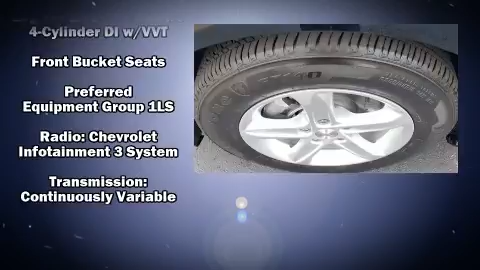 4-Cylinder DI w/VVT
Front Bucket Seats
Preferred
Equipment Group 1LS
Radio: Chevrolet
Infotainment 3 System
Transmission:
Continuously Variable